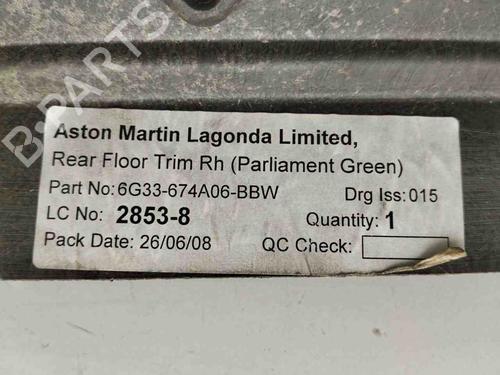 Aston Martin Lagonda Limited,
Rear Floor Trim Rh (Parliament Green)
Part No:6G33-674A06-BBW Drg Iss:015
LC No: 2853-8 Quantity: 1
Pack Date: 26/06/08 QC Check:
B-PARTS